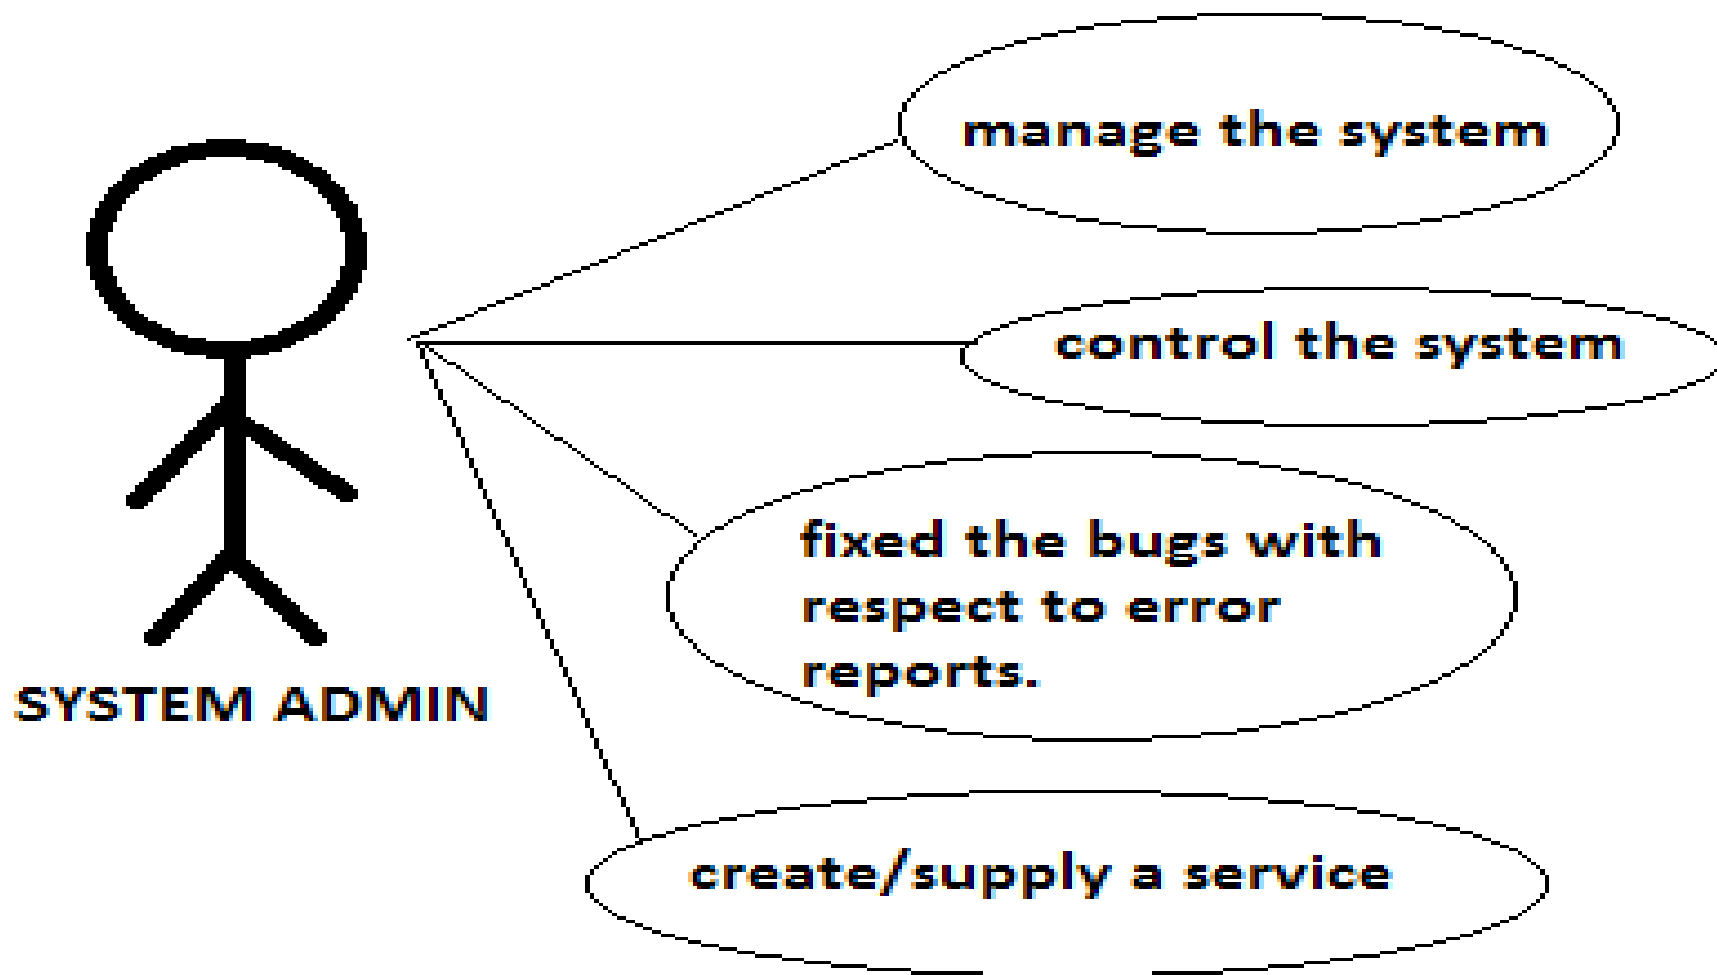 manage the system
control the system
fixed the bugs with
respect to error
reports.
SYSTEM ADMIN
create/supply a service